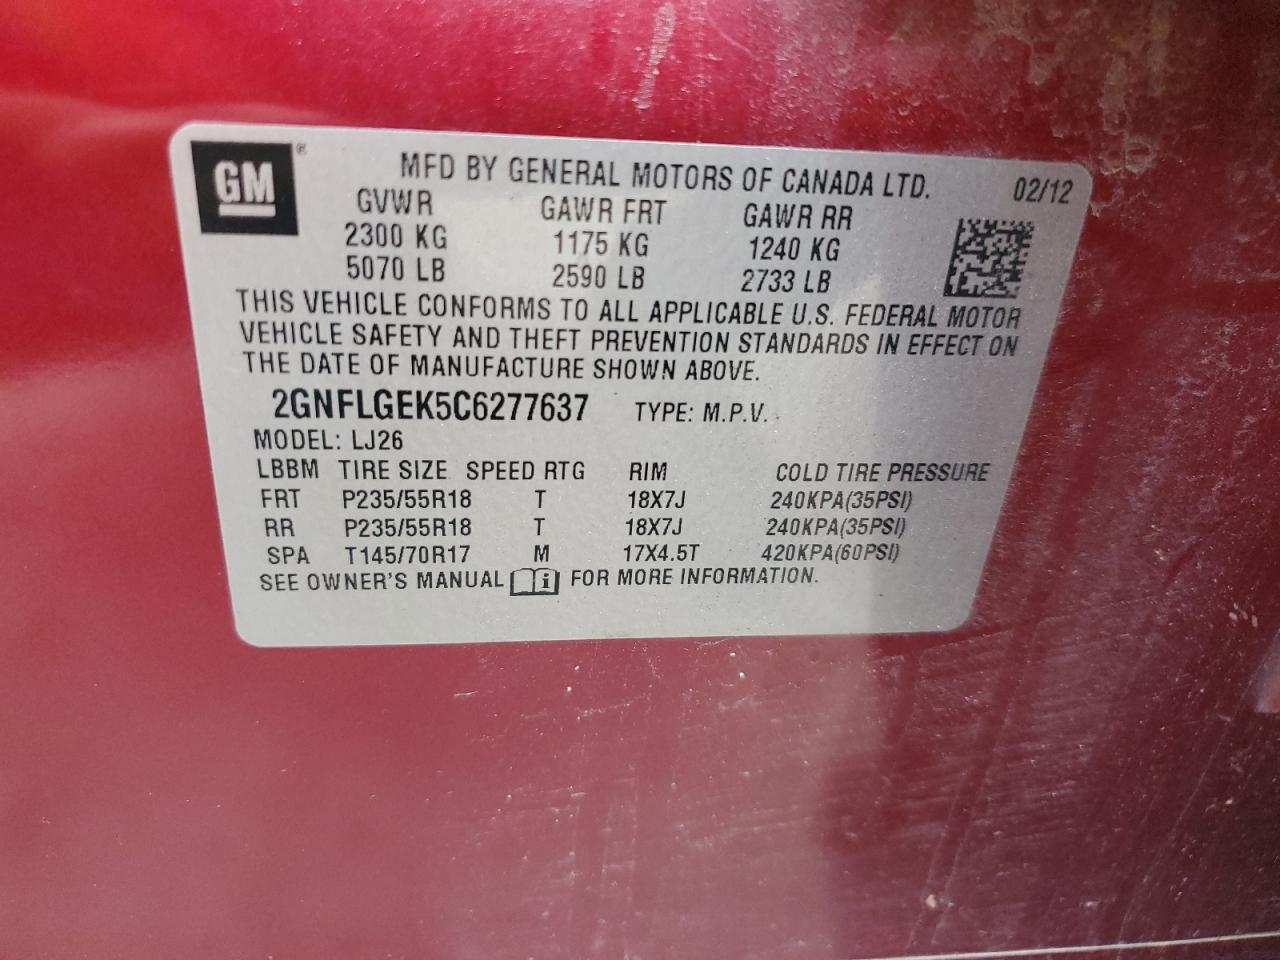 GM®
MFD BY GENERAL MOTORS OF CANADA LTD. 02/12
GVWR GAWR FRT GAWR RR
2300 KG 1175 KG 1240 KG
5070 LB 2590 LB 2733 LB
THIS VEHICLE CONFORMS TO ALL APPLICABLE U.S. FEDERAL MOTOR
VEHICLE SAFETY AND THEFT PREVENTION STANDARDS IN EFFECT ON
THE DATE OF MANUFACTURE SHOWN ABOVE.
2GNFLGEK5C6277637 TYPE: M.P.V.
MODEL: LJ26
LBBM TIRE SIZE SPEED RTG RIM COLD TIRE PRESSURE
FRT P235/55R18 T 18X7J 240KPA(35PSI)
RR P235/55R18 T 18X7J 240KPA(35PSI)
SPA T145/70R17 M 17X4.5T 420KPA(60PSI)
SEE OWNER'S MANUAL i FOR MORE INFORMATION.